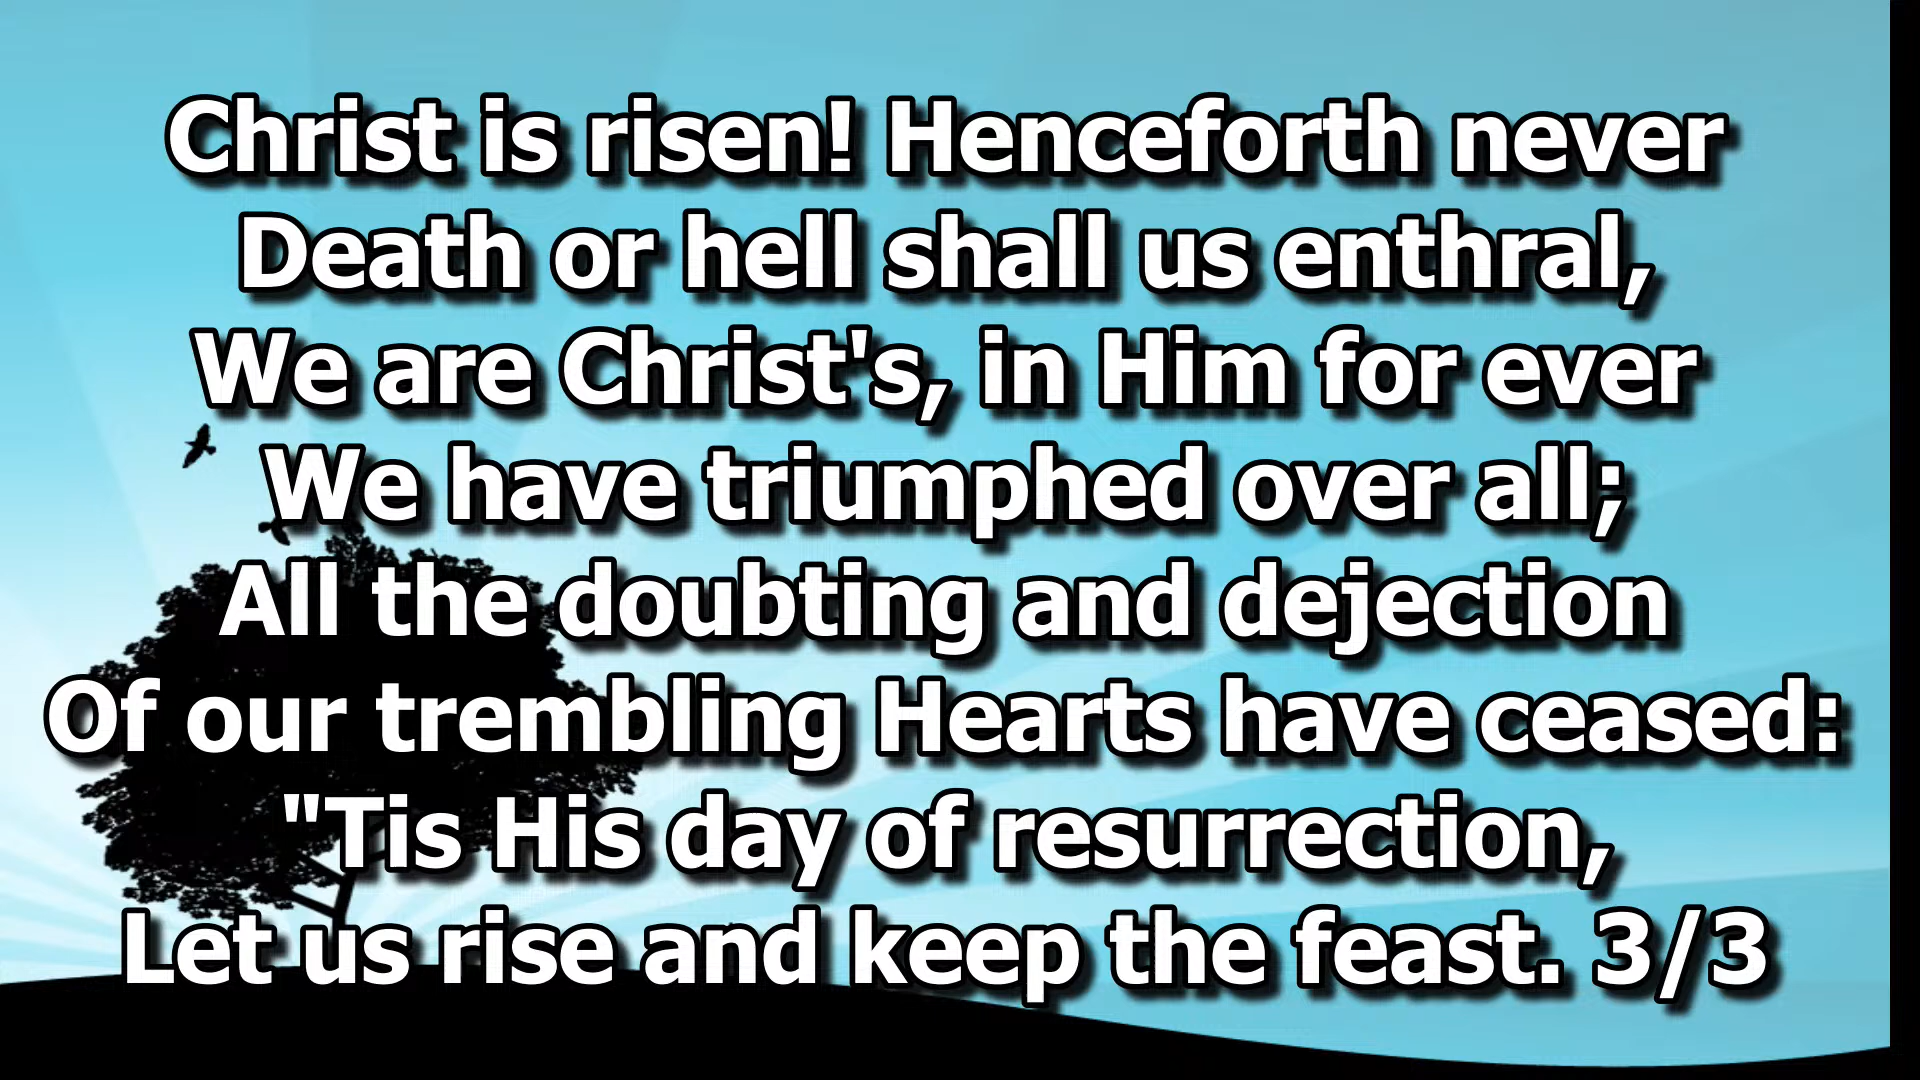 Christ is risen! Henceforth never
Death or hell shall us enthral,
We are Christ's, in Him for ever
We have triumphed over all;
All the doubting and dejection
Of our trembling Hearts have ceased:
"Tis His day of resurrection,
Let us rise and keep the feast. 3/3